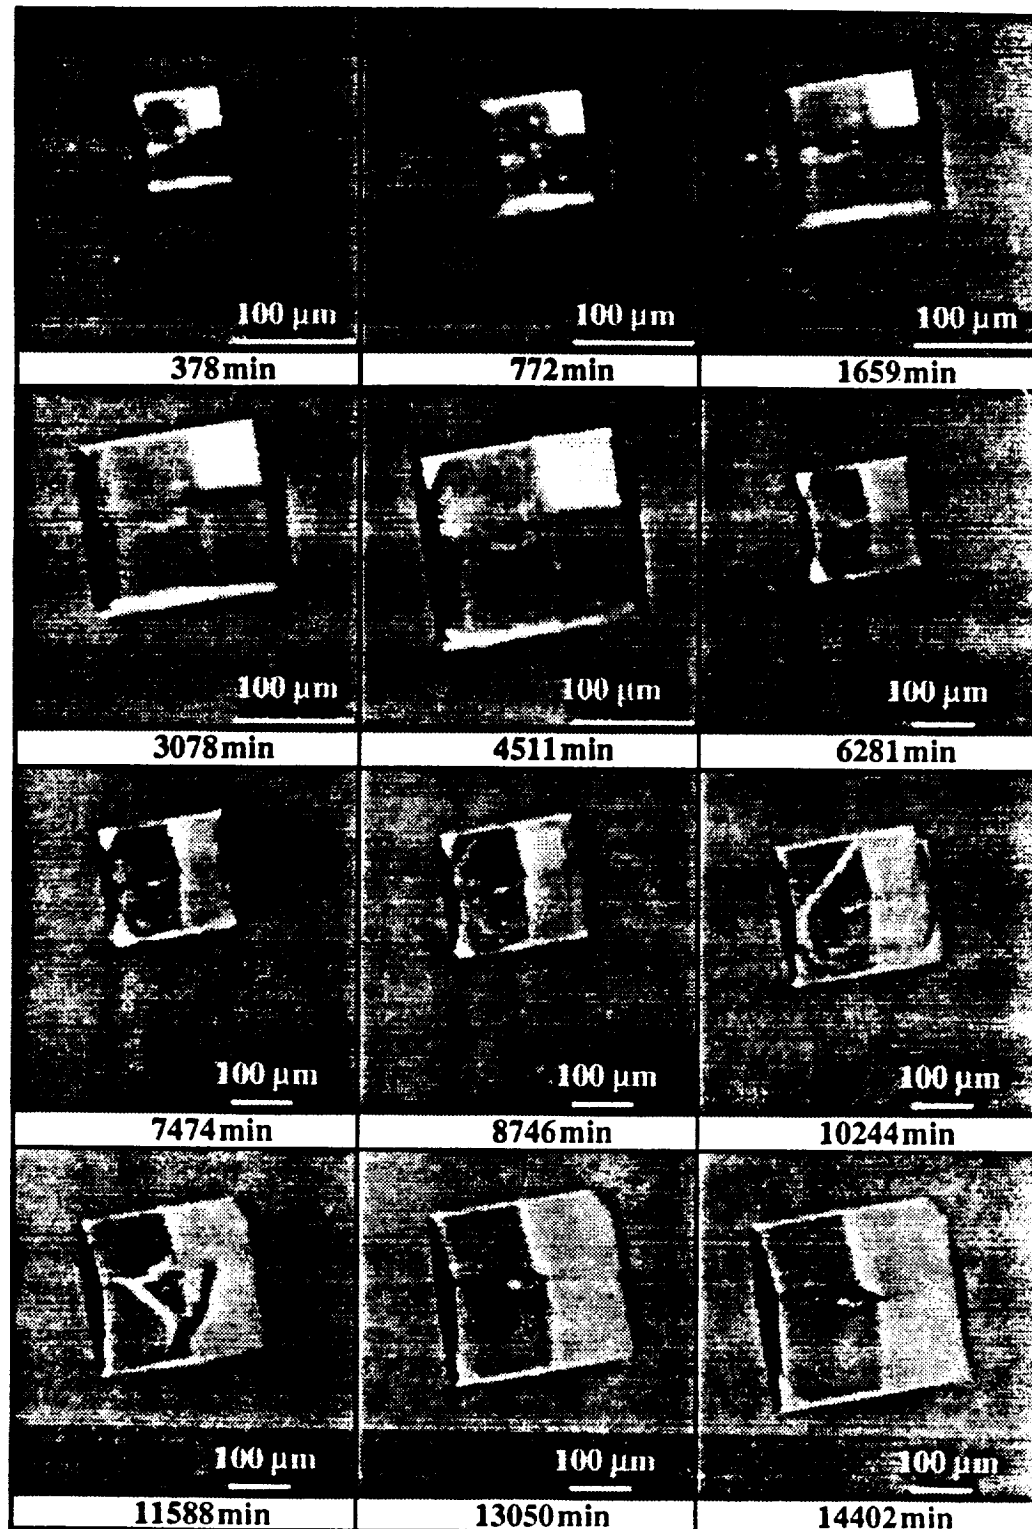 100 µm 100 µm 100 µm
378min 772min 1659min
100 µm 100 µm 100 µm
3078min 4511min 6281min
100 µm 100 µm 100 µm
7474min 8746min 10244min
100 µm 100 µm 100 µm
11588min 13050min 14402min